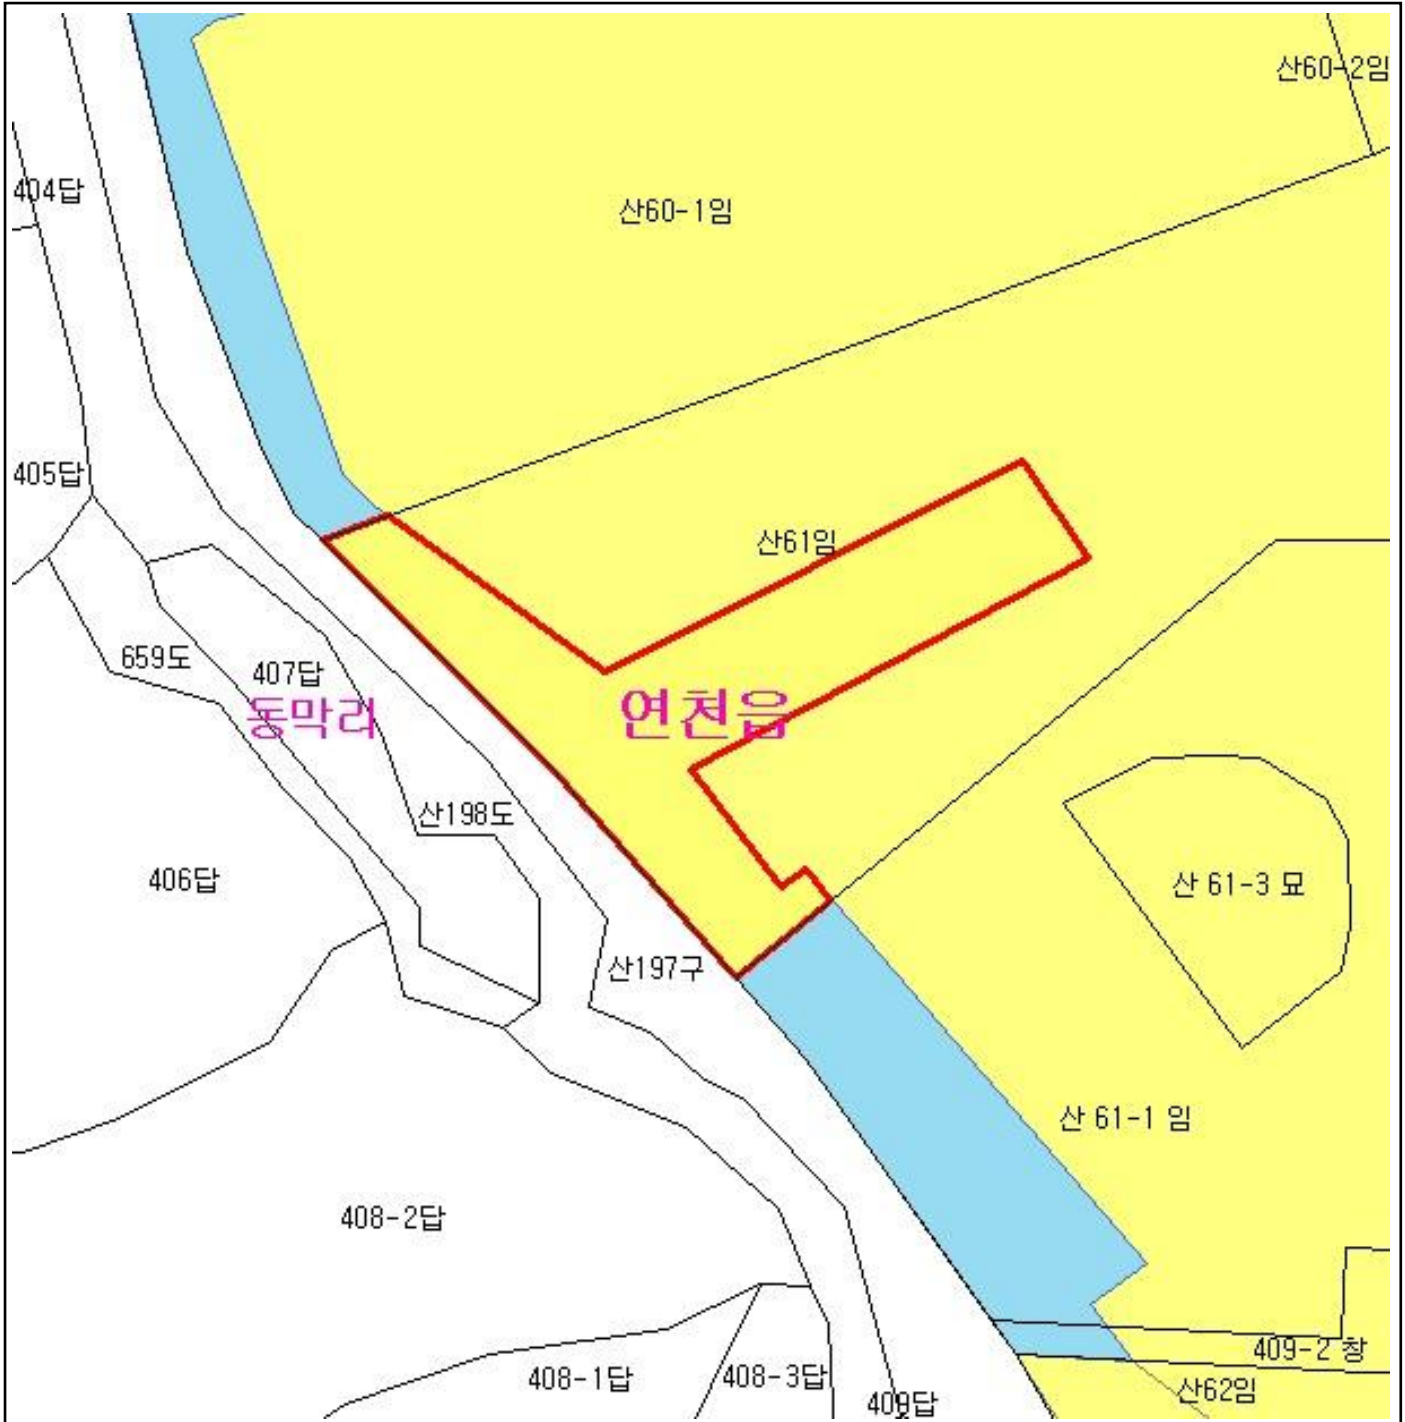 산60-2임
404답
산60-1임
405답
산61임
659도
407답
동막리
연천읍
산198도
406답
산 61-3 묘
산197구
산 61-1 임
408-2답
409-2 창
408-1답
408-3답
산62임
409답